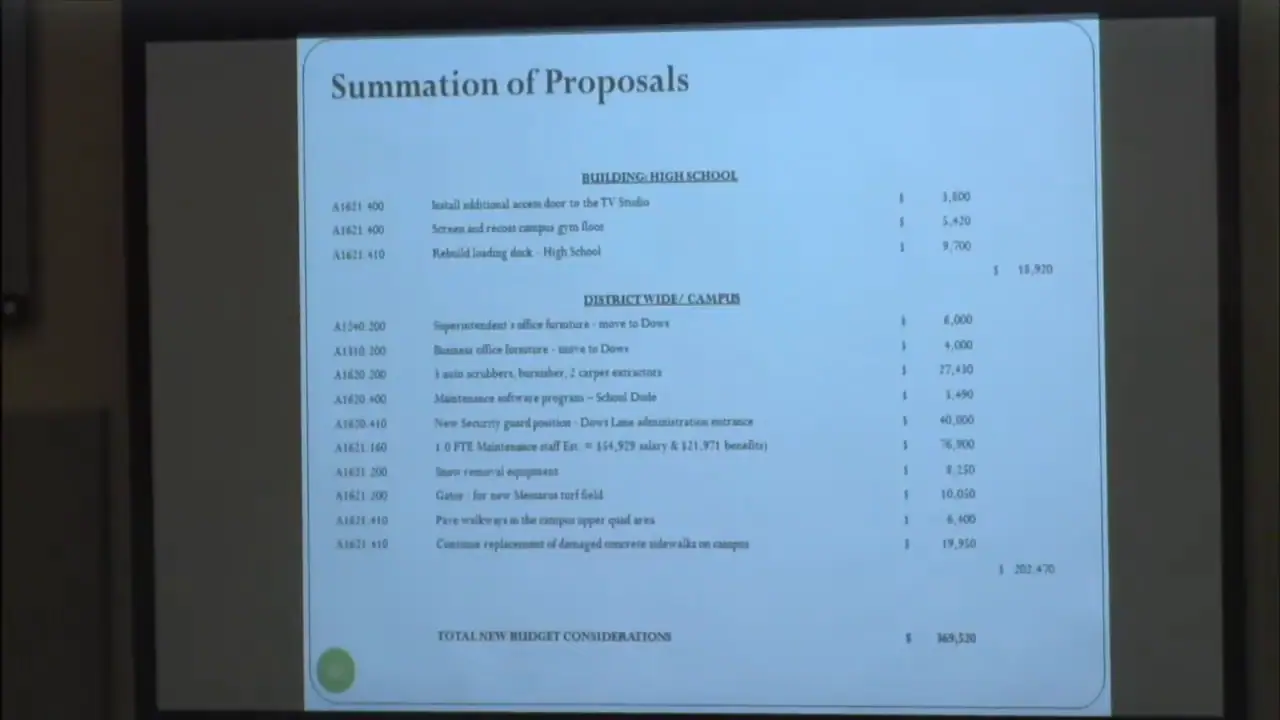 Summation of Proposals
BUILDING: HIGH SCHOOL
A1621.400 Install additional access door to the TV Studio $ 3,800
A1621.400 Screen and recoat campus gym floor $ 5,420
A1621.410 Rebuild loading dock - High School $ 9,700
$ 18,920
DISTRICTWIDE/ CAMPUS
A1240.200 Superintendent's office furniture - move to Dows $ 6,000
A1310.200 Business office furniture - move to Dows $ 4,000
A1620.200 3 auto scrubbers, burnisher, 2 carpet extractors $ 27,430
A1620.400 Maintenance software program – School Dude $ 3,490
A1620.410 New Security guard position - Dows Lane administration entrance $ 40,000
A1621.160 1.0 FTE Maintenance staff Est. = $54,929 salary & $21,971 benefits) $ 76,900
A1621.200 Snow removal equipment $ 8,250
A1621.200 Gator - for new Meszaros turf field $ 10,050
A1621.410 Pave walkways in the campus upper quad area $ 6,400
A1621.410 Continue replacement of damaged concrete sidewalks on campus $ 19,950
$ 202,470
TOTAL NEW BUDGET CONSIDERATIONS $ 369,520